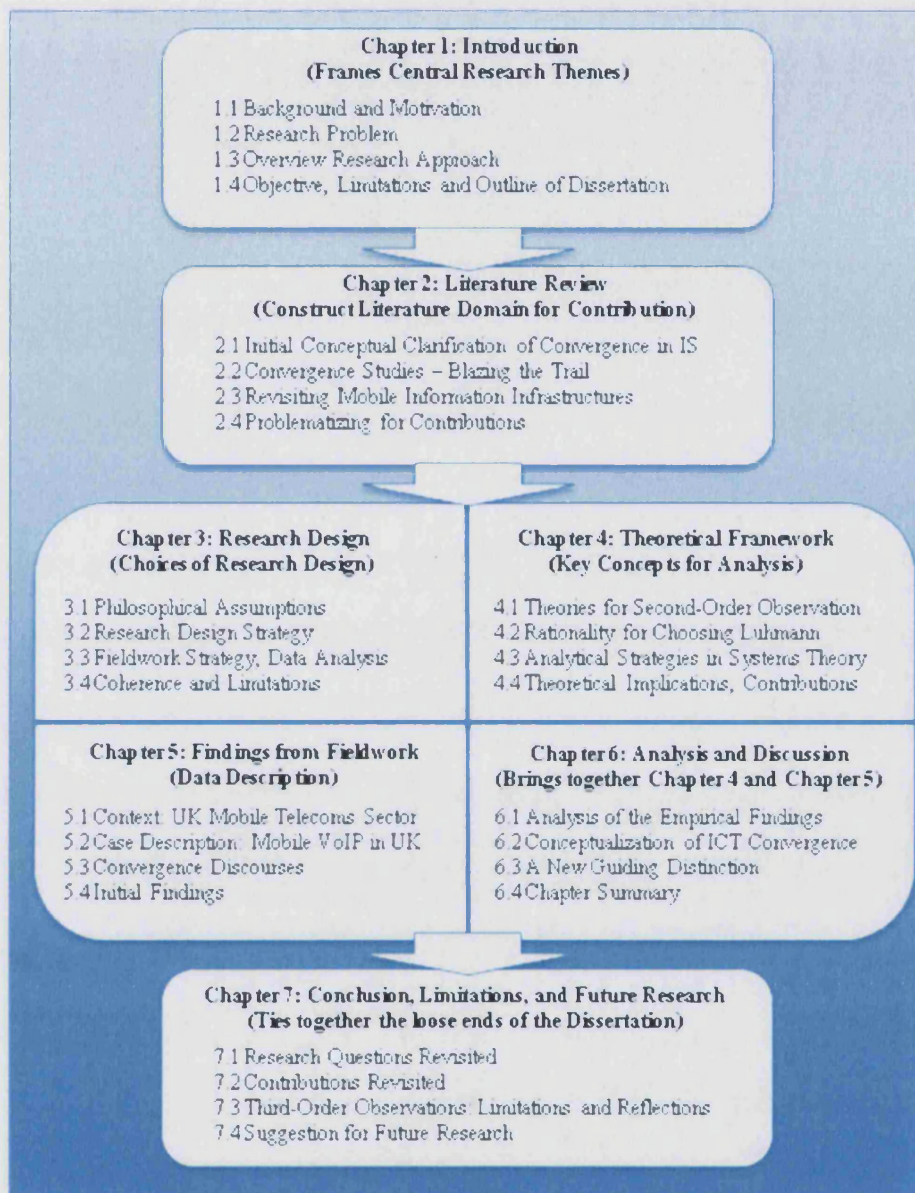 Chapter 1: Introduction
(Frames Central Research Themes)
1.1 Background and Motivation
1.2 Research Problem
1.3 Overview Research Approach
1.4 Objective, Limitations and Outline of Dissertation
Chapter 2: Literature Review
(Construct Literature Domain for Contribution)
2.1 Initial Conceptual Clarification of Convergence in IS
2.2 Convergence Studies – Blazing the Trail
2.3 Revisiting Mobile Information Infrastructures
2.4 Problematizing for Contributions
Chapter 3: Research Design
(Choices of Research Design)
3.1 Philosophical Assumptions
3.2 Research Design Strategy
3.3 Fieldwork Strategy, Data Analysis
3.4 Coherence and Limitations
Chapter 4: Theoretical Framework
(Key Concepts for Analysis)
4.1 Theories for Second-Order Observation
4.2 Rationality for Choosing Luhmann
4.3 Analytical Strategies in Systems Theory
4.4 Theoretical Implications, Contributions
Chapter 5: Findings from Fieldwork
(Data Description)
5.1 Context: UK Mobile Telecoms Sector
5.2 Case Description: Mobile VoIP in UK
5.3 Convergence Discourses
5.4 Initial Findings
Chapter 6: Analysis and Discussion
(Brings together Chapter 4 and Chapter 5)
6.1 Analysis of the Empirical Findings
6.2 Conceptualization of ICT Convergence
6.3 A New Guiding Distinction
6.4 Chapter Summary
Chapter 7: Conclusion, Limitations, and Future Research
(Ties together the loose ends of the Dissertation)
7.1 Research Questions Revisited
7.2 Contributions Revisited
7.3 Third-Order Observations: Limitations and Reflections
7.4 Suggestion for Future Research